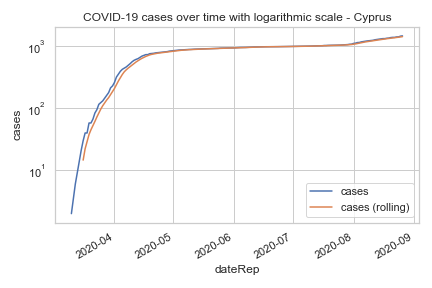 COVID-19 cases over time with logarithmic scale - Cyprus
10³
10²
10¹
cases
cases
cases (rolling)
2020-04
2020-05
2020-06
2020-07
2020-08
2020-09
dateRep